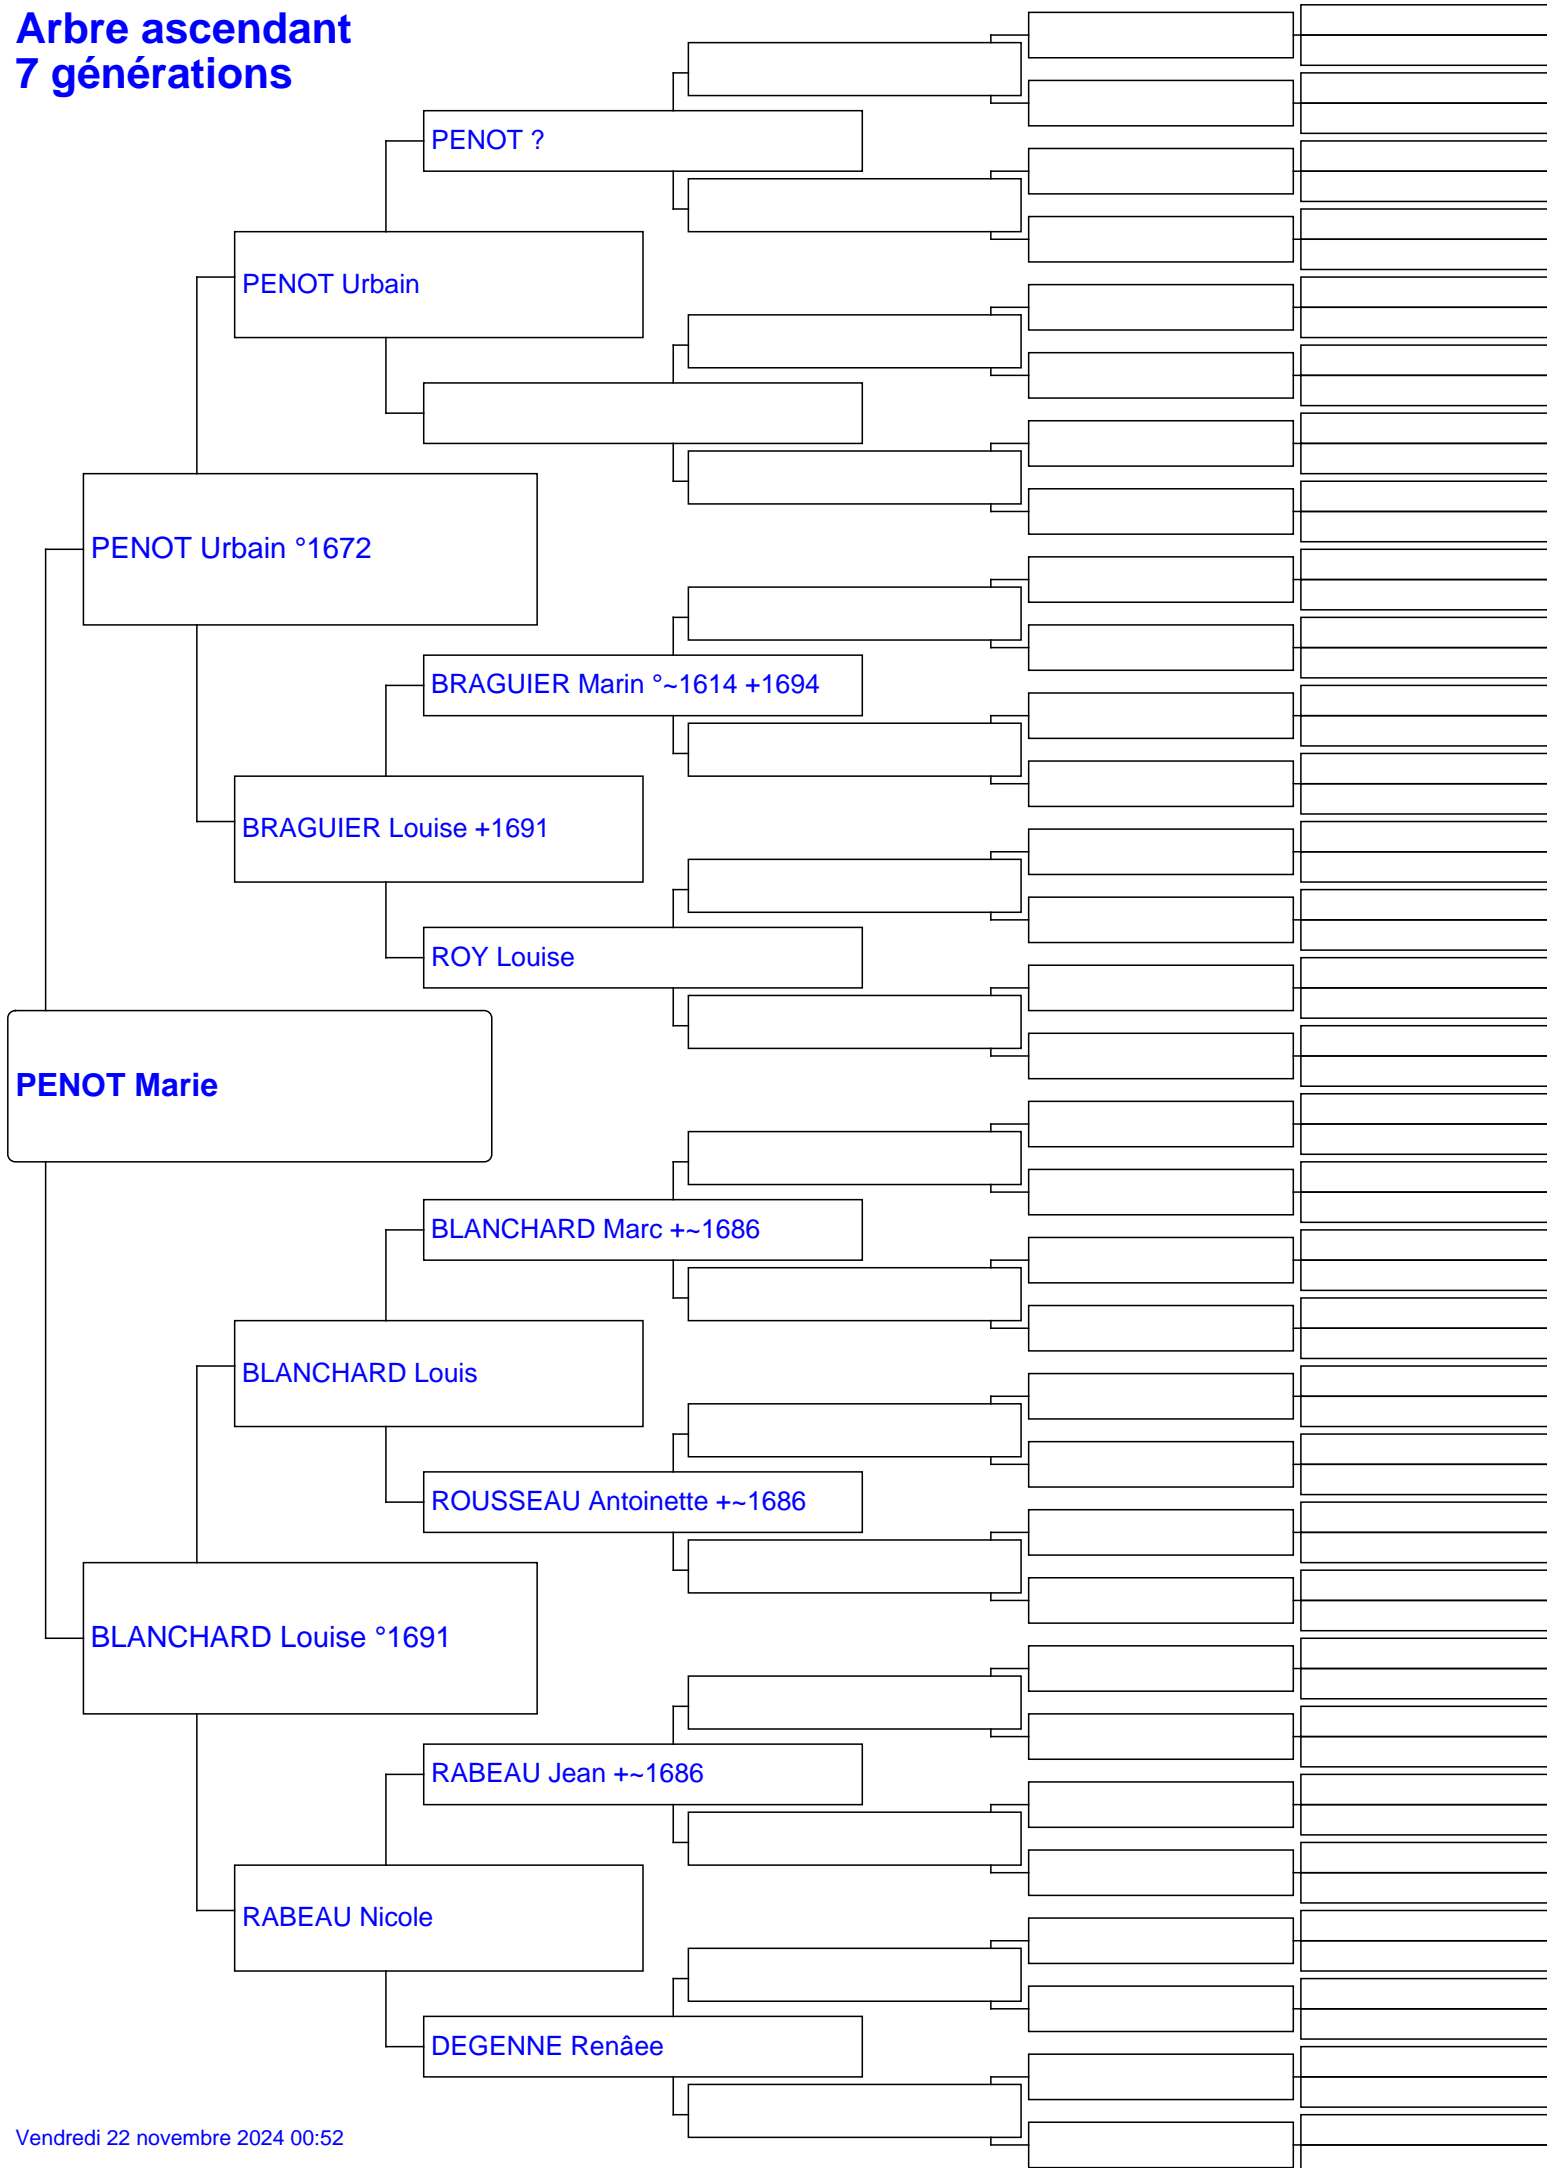 Arbre ascendant
7 générations
PENOT ?
PENOT Urbain
PENOT Urbain °1672
BRAGUIER Marin °~1614 +1694
BRAGUIER Louise +1691
ROY Louise
PENOT Marie
BLANCHARD Marc +~1686
BLANCHARD Louis
ROUSSEAU Antoinette +~1686
BLANCHARD Louise °1691
RABEAU Jean +~1686
RABEAU Nicole
DEGENNE Renâee
Vendredi 22 novembre 2024 00:52